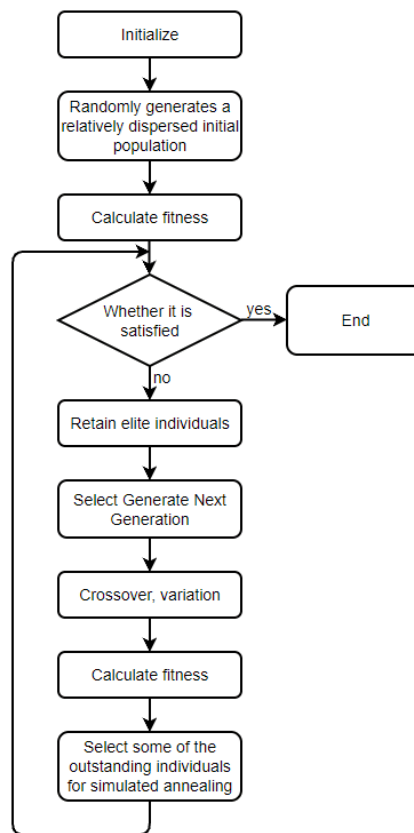 Initialize
Randomly generates a
relatively dispersed initial
population
Calculate fitness
Whether it is
satisfied
yes
End
no
Retain elite individuals
Select Generate Next
Generation
Crossover, variation
Calculate fitness
Select some of the
outstanding individuals
for simulated annealing